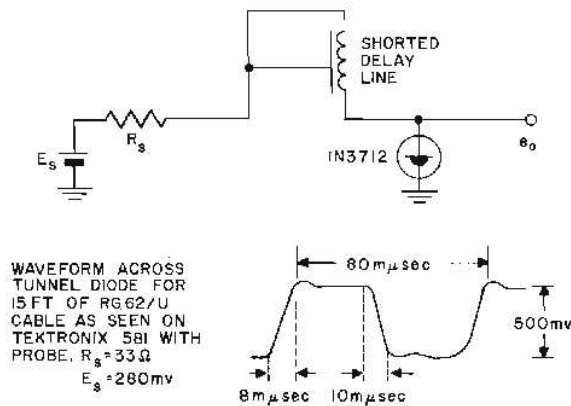 SHORTED
DELAY
LINE
R_s
E_s
1N3712
e_o
WAVEFORM ACROSS
TUNNEL DIODE FOR
15 FT OF RG62/U
CABLE AS SEEN ON
TEKTRONIX 581 WITH
PROBE, R_s=33Ω
E_s=280mv
80mμsec
500mv
8mμsec
10mμsec